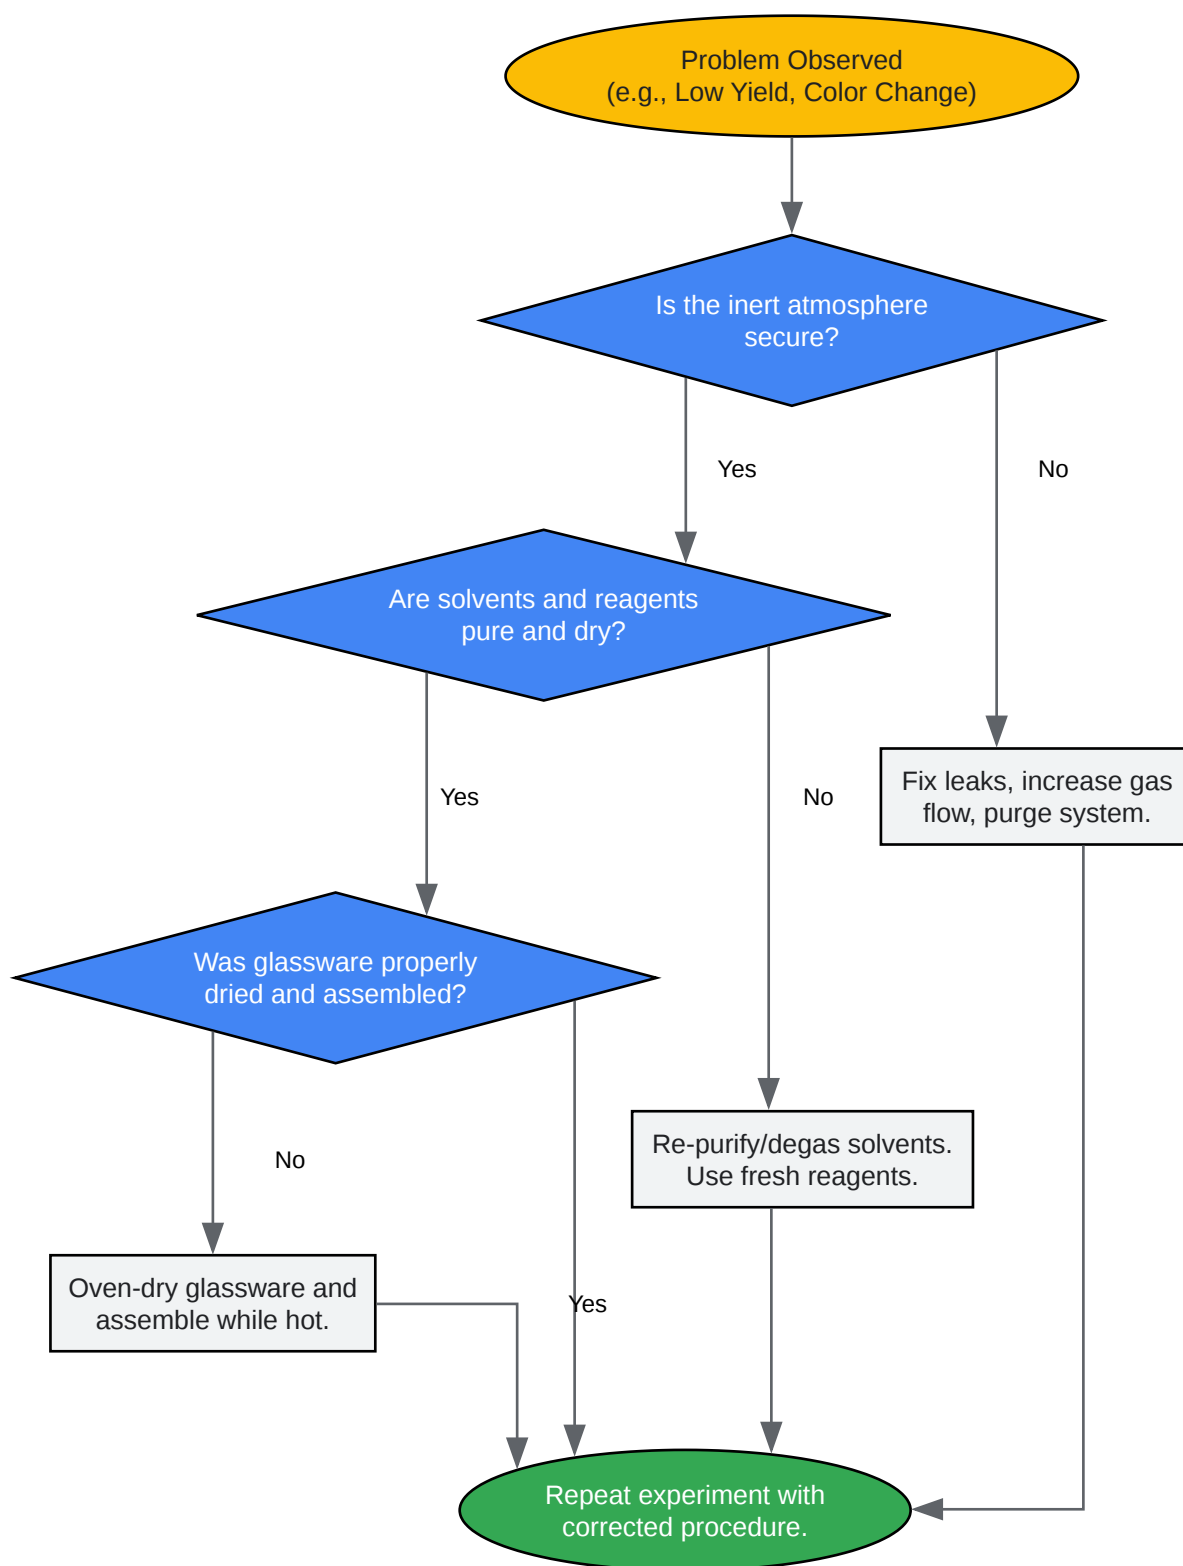 Problem Observed
(e.g., Low Yield, Color Change)
Is the inert atmosphere
secure?
Yes
No
Are solvents and reagents
pure and dry?
Yes
No
Fix leaks, increase gas
flow, purge system.
Was glassware properly
dried and assembled?
No
Re-purify/degas solvents.
Use fresh reagents.
Oven-dry glassware and
assemble while hot.
Yes
Repeat experiment with
corrected procedure.